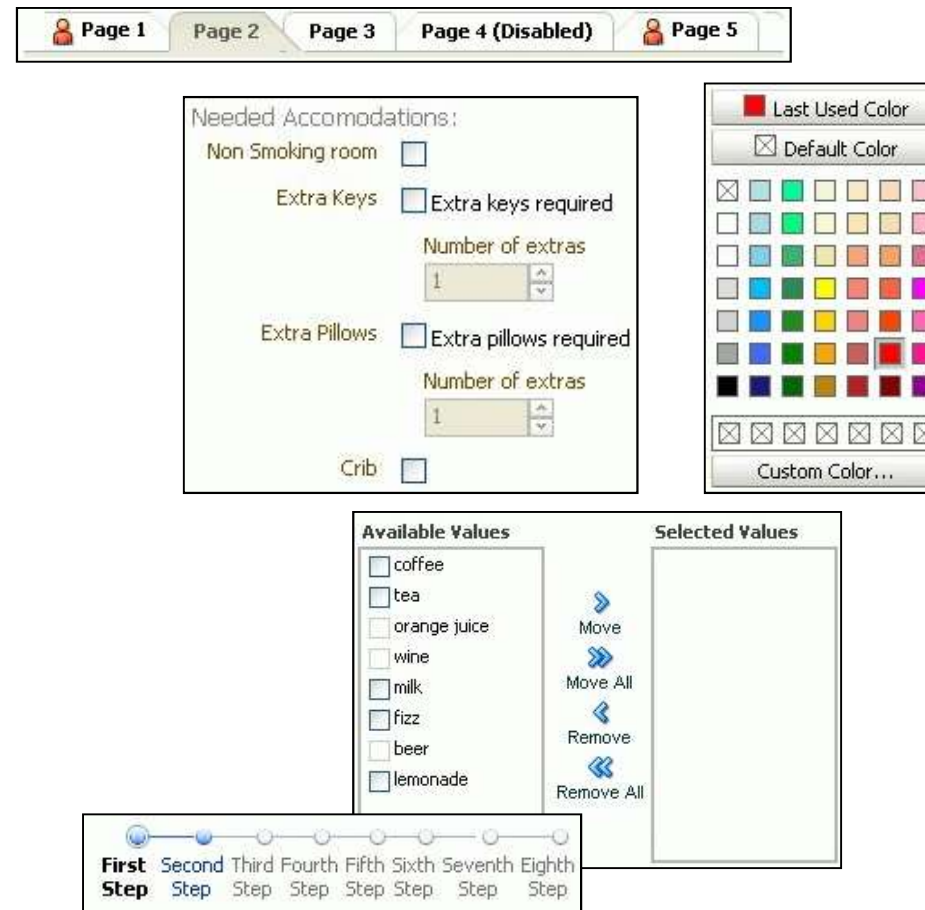 Page 1 Page 2 Page 3 Page 4 (Disabled) Page 5
Needed Accomodations:
Non Smoking room
Extra Keys Extra keys required
Number of extras
1
Extra Pillows Extra pillows required
Number of extras
1
Crib
Last Used Color
Default Color
Custom Color...
Available Values Selected Values
coffee
tea
orange juice
wine
milk
fizz
beer
lemonade
Move
Move All
Remove
Remove All
First Second Third Fourth Fifth Sixth Seventh Eighth
Step Step Step Step Step Step Step Step